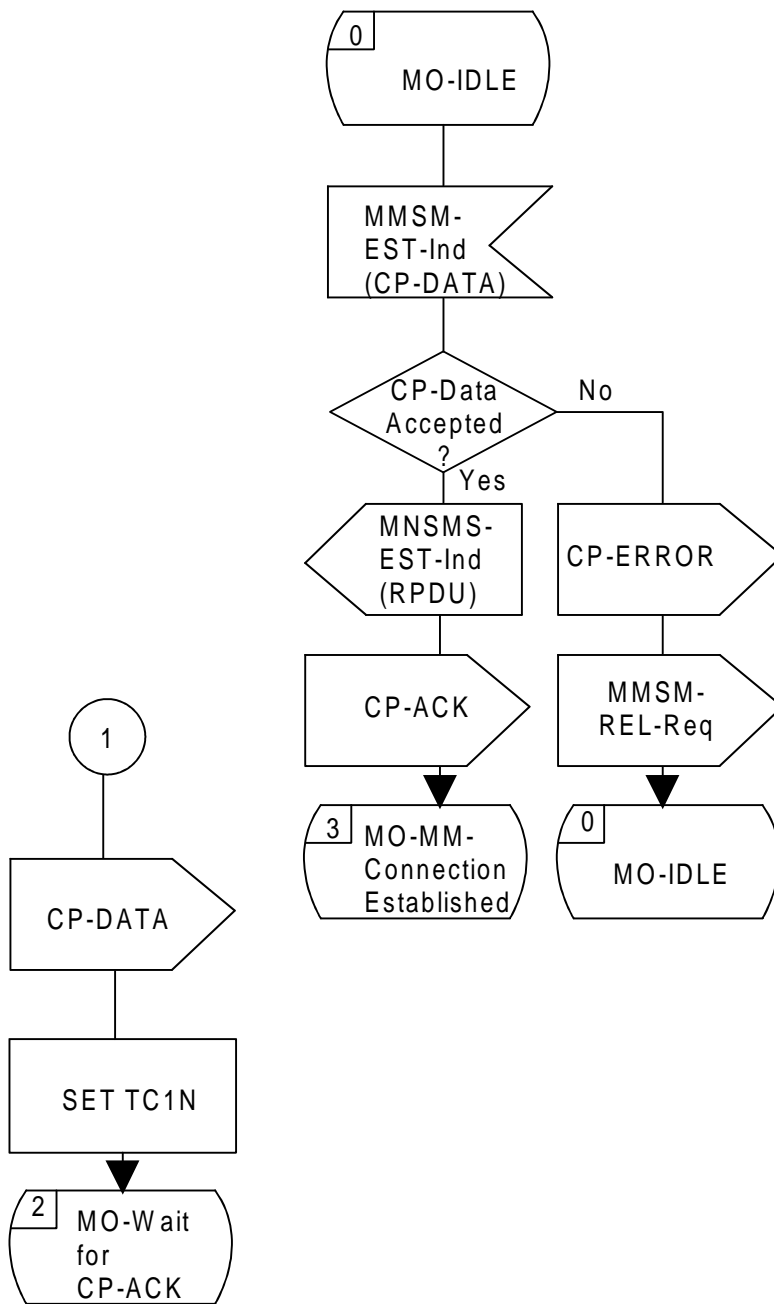 0
MO-IDLE
MMSM-
EST-Ind
(CP-DATA)
CP-Data
Accepted
?
No
Yes
MNSMS-
EST-Ind
(RPDU)
CP-ERROR
CP-ACK
MMSM-
REL-Req
3
MO-MM-
Connection
Established
0
MO-IDLE
1
CP-DATA
SET TC1N
2
MO-Wait
for
CP-ACK